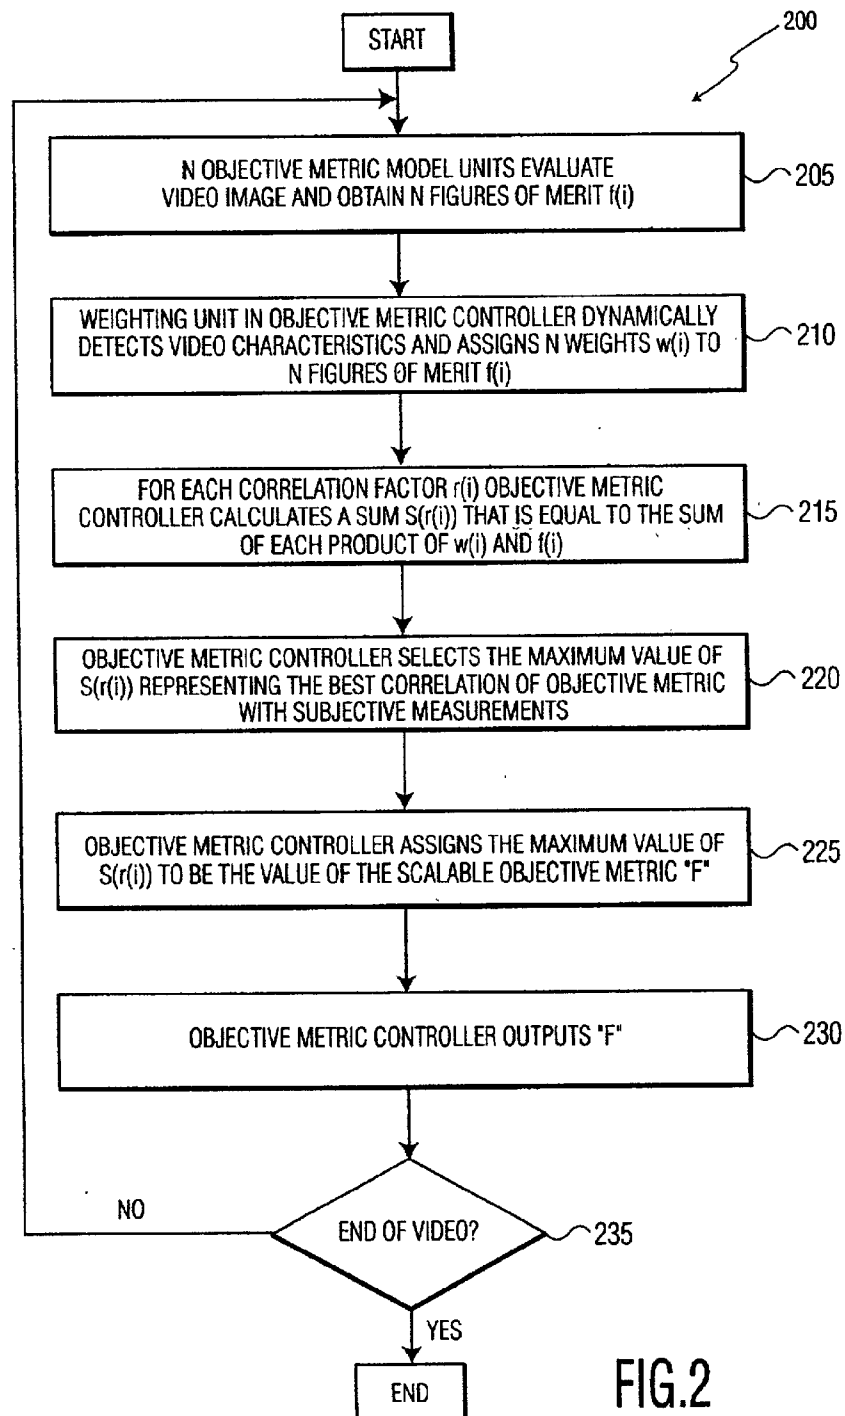 START
200
N OBJECTIVE METRIC MODEL UNITS EVALUATE
VIDEO IMAGE AND OBTAIN N FIGURES OF MERIT f(i)
205
WEIGHTING UNIT IN OBJECTIVE METRIC CONTROLLER DYNAMICALLY
DETECTS VIDEO CHARACTERISTICS AND ASSIGNS N WEIGHTS w(i) TO
N FIGURES OF MERIT f(i)
210
FOR EACH CORRELATION FACTOR r(i) OBJECTIVE METRIC
CONTROLLER CALCULATES A SUM S(r(i)) THAT IS EQUAL TO THE SUM
OF EACH PRODUCT OF w(i) AND f(i)
215
OBJECTIVE METRIC CONTROLLER SELECTS THE MAXIMUM VALUE OF
S(r(i)) REPRESENTING THE BEST CORRELATION OF OBJECTIVE METRIC
WITH SUBJECTIVE MEASUREMENTS
220
OBJECTIVE METRIC CONTROLLER ASSIGNS THE MAXIMUM VALUE OF
S(r(i)) TO BE THE VALUE OF THE SCALABLE OBJECTIVE METRIC "F"
225
OBJECTIVE METRIC CONTROLLER OUTPUTS "F"
230
NO
END OF VIDEO?
235
YES
END
FIG.2